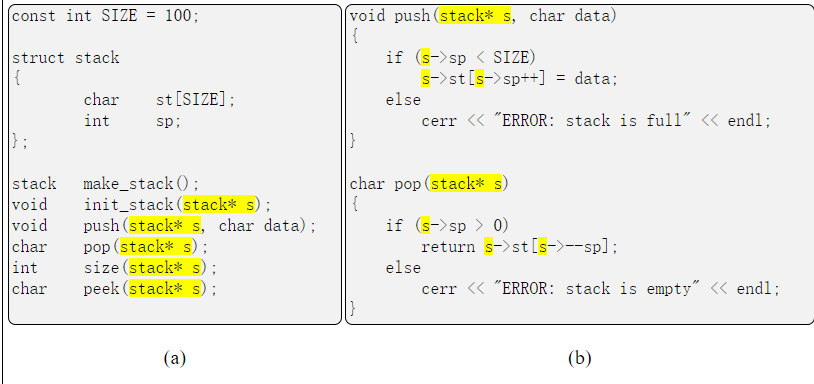 const int SIZE = 100;
struct stack
{
char st[SIZE];
int sp;
};
stack make_stack();
void init_stack(stack* s);
void push(stack* s, char data);
char pop(stack* s);
int size(stack* s);
char peek(stack* s);
(a)
void push(stack* s, char data)
{
if (s->sp < SIZE)
s->st[s->sp++] = data;
else
cerr << "ERROR: stack is full" << endl;
}
char pop(stack* s)
{
if (s->sp > 0)
return s->st[s->--sp];
else
cerr << "ERROR: stack is empty" << endl;
}
(b)